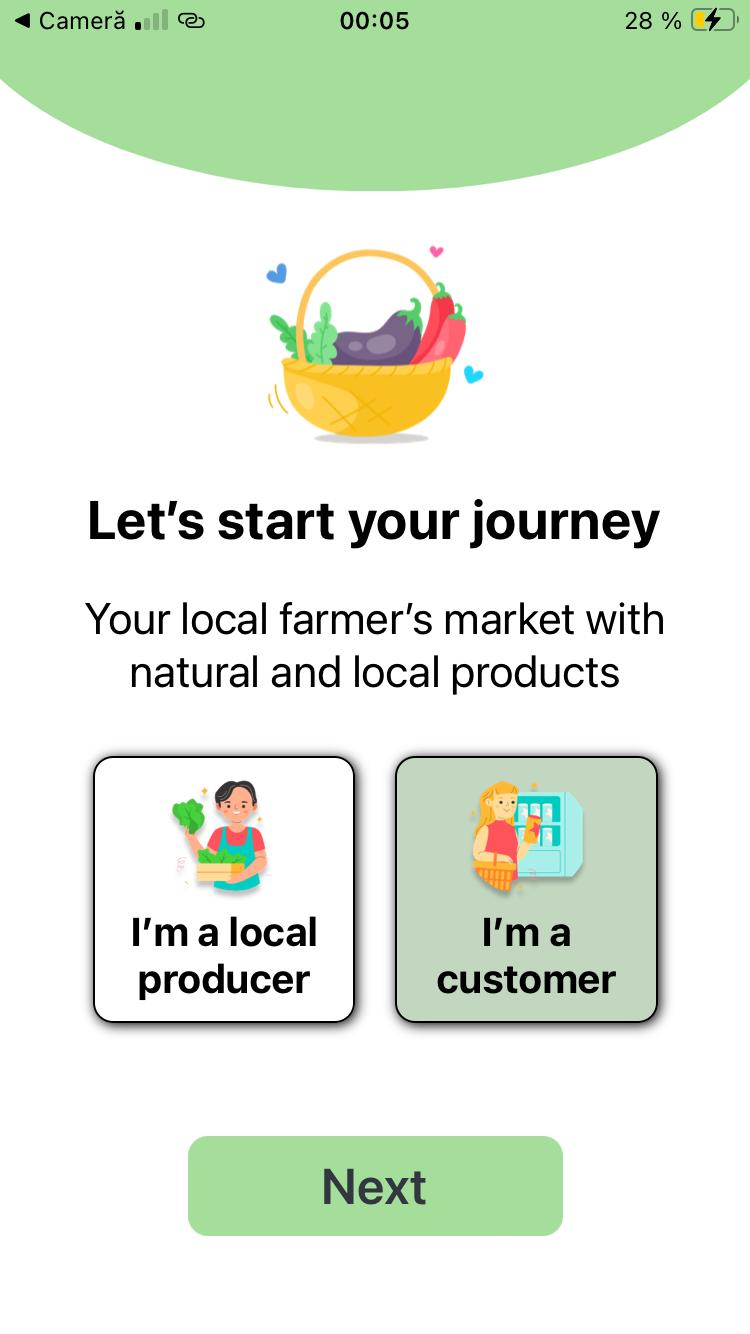 Cameră
00:05
28 %
Let’s start your journey
Your local farmer’s market with
natural and local products
I’m a local
producer
I’m a
customer
Next